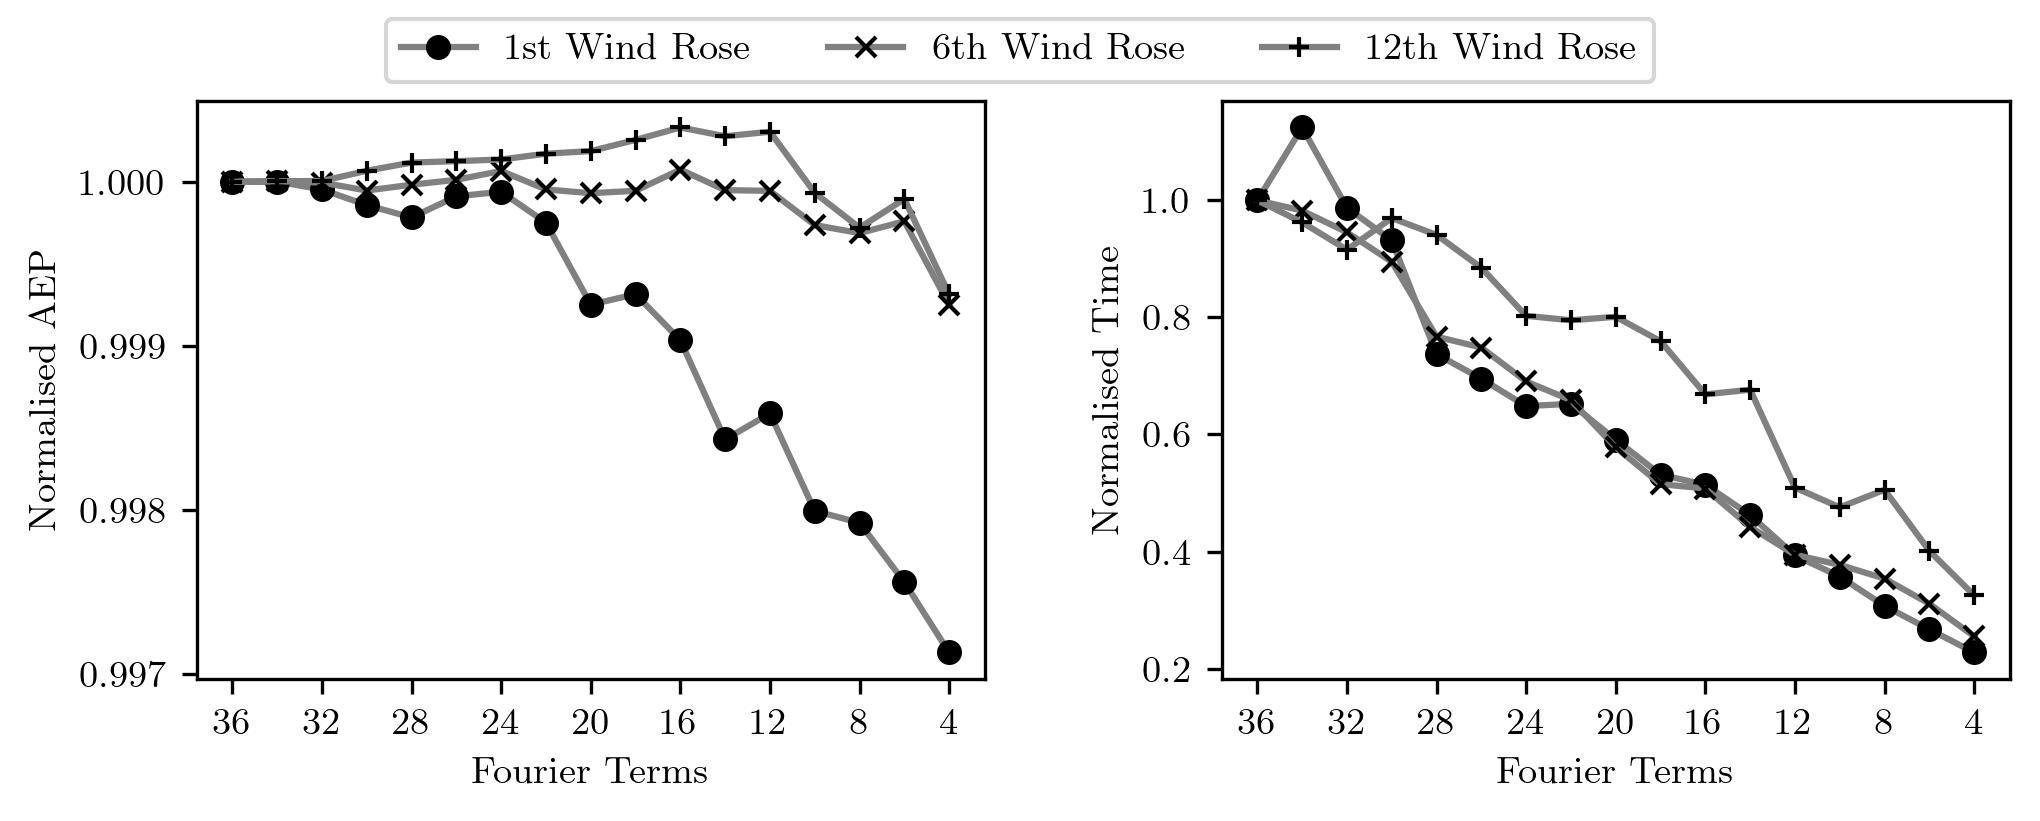 1st Wind Rose 6th Wind Rose 12th Wind Rose
Normalised AEP
1.000
0.999
0.998
0.997
36 32 28 24 20 16 12 8 4
Fourier Terms
Normalised Time
1.0
0.8
0.6
0.4
0.2
36 32 28 24 20 16 12 8 4
Fourier Terms